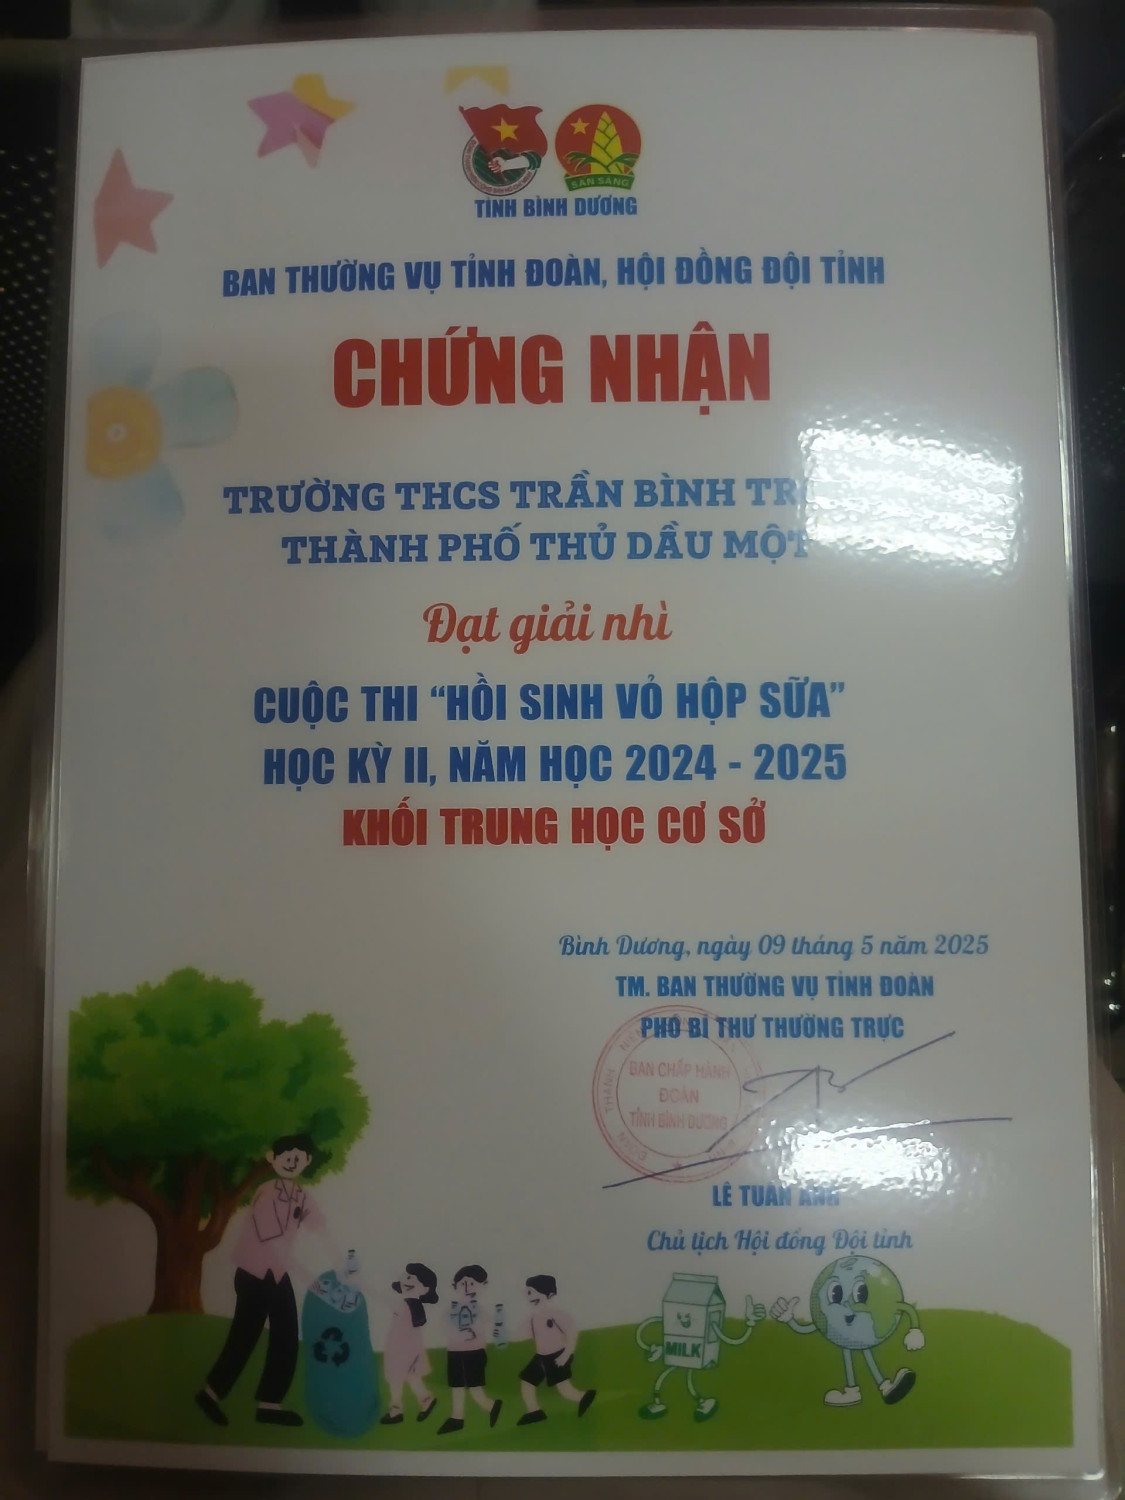 SẴN SÀNG
TỈNH BÌNH DƯƠNG
BAN THƯỜNG VỤ TỈNH ĐOÀN, HỘI ĐỒNG ĐỘI TỈNH
CHỨNG NHẬN
TRƯỜNG THCS TRẦN BÌNH
THÀNH PHỐ THỦ DẦU MỘT
Đạt giải nhì
CUỘC THI “HỒI SINH VỎ HỘP SỮA”
HỌC KỲ II, NĂM HỌC 2024 - 2025
KHỐI TRUNG HỌC CƠ SỞ
Bình Dương, ngày 09 tháng 5 năm 2025
TM. BAN THƯỜNG VỤ TỈNH ĐOÀN
PHÓ BÍ THƯ THƯỜNG TRỰC
BAN CHẤP HÀNH
ĐOÀN
TỈNH BÌNH DƯƠNG
LÊ TUẤN ANH
Chủ tịch Hội đồng Đội tỉnh
MILK